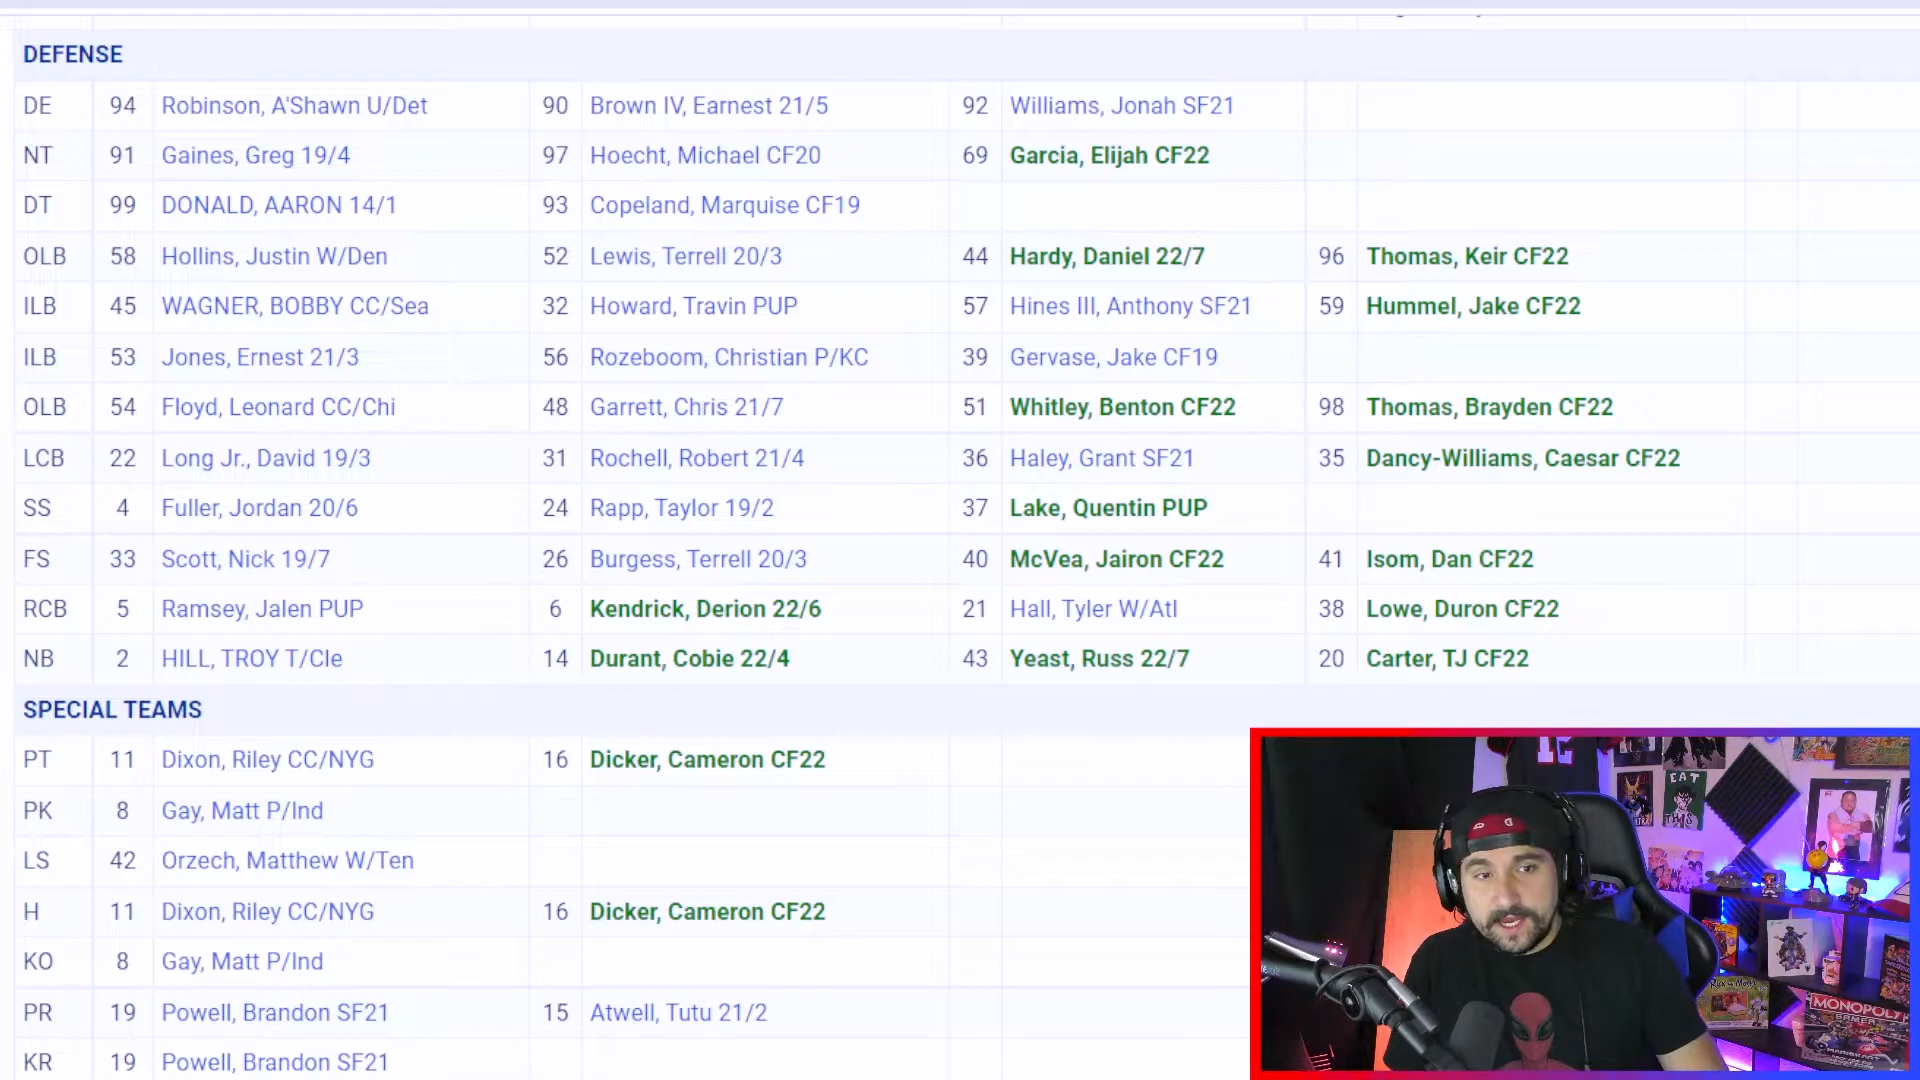 DEFENSE
DE 94 Robinson, A'Shawn U/Det 90 Brown IV, Earnest 21/5 92 Williams, Jonah SF21
NT 91 Gaines, Greg 19/4 97 Hoecht, Michael CF20 69 Garcia, Elijah CF22
DT 99 DONALD, AARON 14/1 93 Copeland, Marquise CF19
OLB 58 Hollins, Justin W/Den 52 Lewis, Terrell 20/3 44 Hardy, Daniel 22/7 96 Thomas, Keir CF22
ILB 45 WAGNER, BOBBY CC/Sea 32 Howard, Travin PUP 57 Hines III, Anthony SF21 59 Hummel, Jake CF22
ILB 53 Jones, Ernest 21/3 56 Rozeboom, Christian P/KC 39 Gervase, Jake CF19
OLB 54 Floyd, Leonard CC/Chi 48 Garrett, Chris 21/7 51 Whitley, Benton CF22 98 Thomas, Brayden CF22
LCB 22 Long Jr., David 19/3 31 Rochell, Robert 21/4 36 Haley, Grant SF21 35 Dancy-Williams, Caesar CF22
SS 4 Fuller, Jordan 20/6 24 Rapp, Taylor 19/2 37 Lake, Quentin PUP
FS 33 Scott, Nick 19/7 26 Burgess, Terrell 20/3 40 McVea, Jairon CF22 41 Isom, Dan CF22
RCB 5 Ramsey, Jalen PUP 6 Kendrick, Derion 22/6 21 Hall, Tyler W/Atl 38 Lowe, Duron CF22
NB 2 HILL, TROY T/Cle 14 Durant, Cobie 22/4 43 Yeast, Russ 22/7 20 Carter, TJ CF22
SPECIAL TEAMS
PT 11 Dixon, Riley CC/NYG 16 Dicker, Cameron CF22
PK 8 Gay, Matt P/Ind
LS 42 Orzech, Matthew W/Ten
H 11 Dixon, Riley CC/NYG 16 Dicker, Cameron CF22
KO 8 Gay, Matt P/Ind
PR 19 Powell, Brandon SF21 15 Atwell, Tutu 21/2
KR 19 Powell, Brandon SF21
EAT
THIS
MONOPOLY
GAMER
MARIOKART